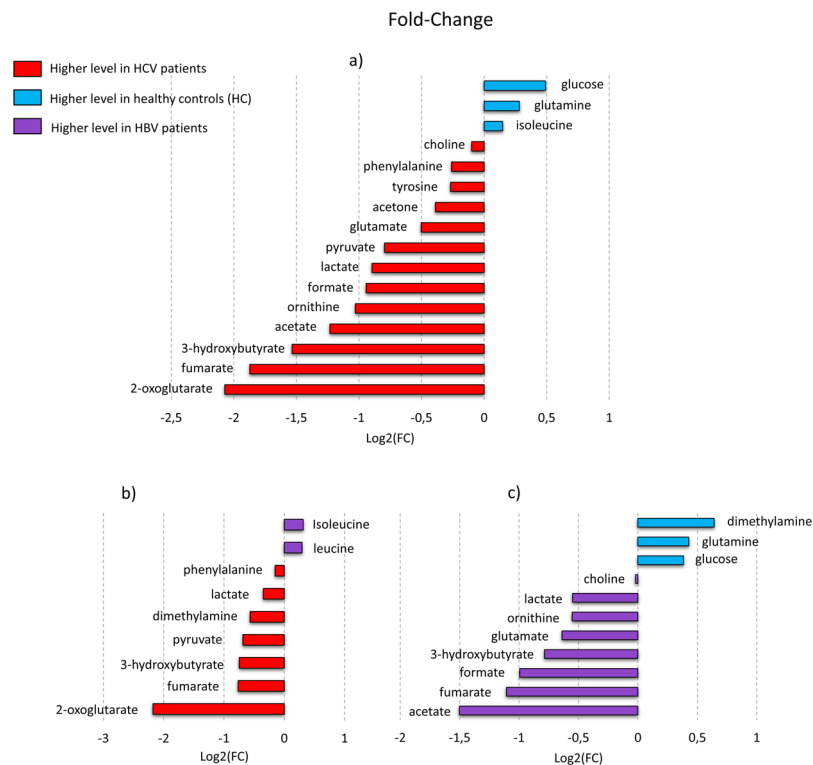 Fold-Change
Higher level in HCV patients
Higher level in healthy controls (HC)
Higher level in HBV patients
a)
glucose
glutamine
isoleucine
choline
phenylalanine
tyrosine
acetone
glutamate
pyruvate
lactate
formate
ornithine
acetate
3-hydroxybutyrate
fumarate
2-oxoglutarate
-2,5 -2 -1,5 -1 -0,5 0 0,5 1
Log2(FC)
b)
Isoleucine
leucine
phenylalanine
lactate
dimethylamine
pyruvate
3-hydroxybutyrate
fumarate
2-oxoglutarate
-3 -2 -1 0 1
Log2(FC)
c)
dimethylamine
glutamine
glucose
choline
lactate
ornithine
glutamate
3-hydroxybutyrate
formate
fumarate
acetate
-2 -1,5 -1 -0,5 0 0,5 1
Log2(FC)